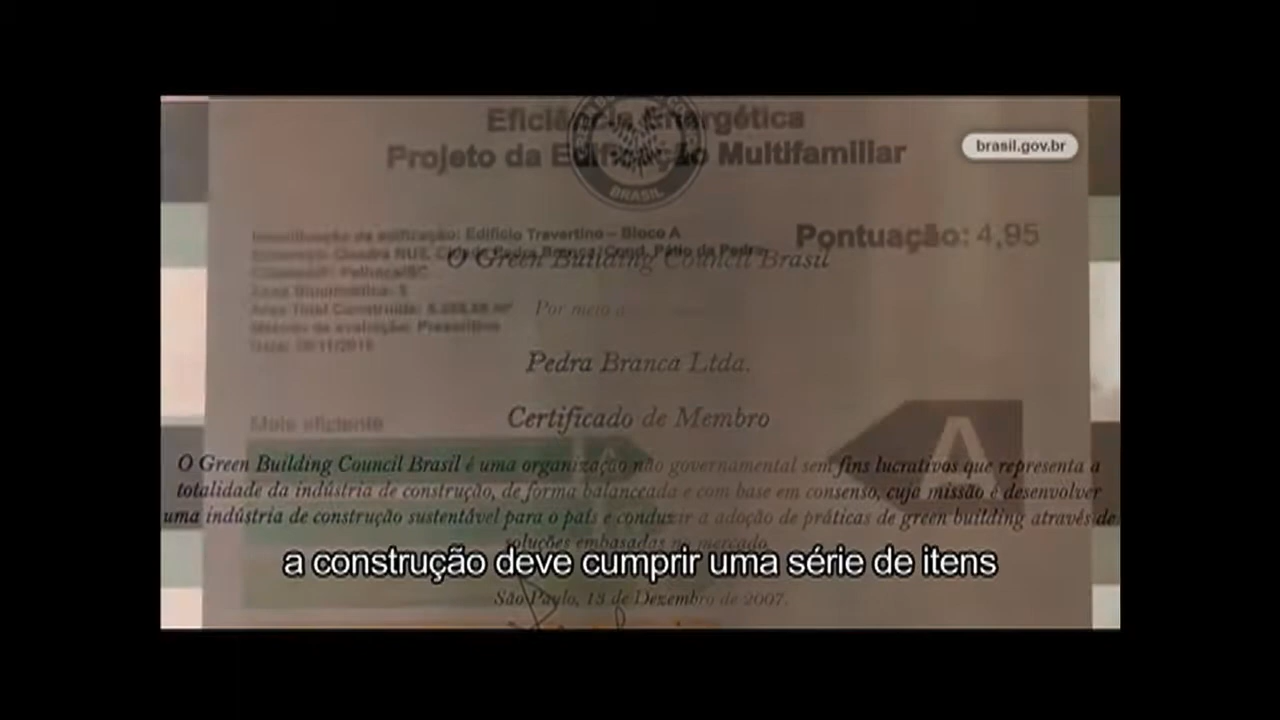 Eficiência Energética
Projeto da Edificação Multifamiliar
BRASIL
brasil.gov.br
Edifício Travertino – Bloco A
Pontuação: 4,95
O Green Building Council Brasil
Por meio
Pedra Branca Ltda.
Certificado de Membro
Mais eficiente
A
O Green Building Council Brasil é uma organização não governamental sem fins lucrativos que representa a
totalidade da indústria de construção, de forma balanceada e com base em consenso, cuja missão é desenvolver
uma indústria de construção sustentável para o país e conduzir a adoção de práticas de green building através de
soluções embasadas no mercado.
a construção deve cumprir uma série de itens
São Paulo, 13 de Dezembro de 2007.